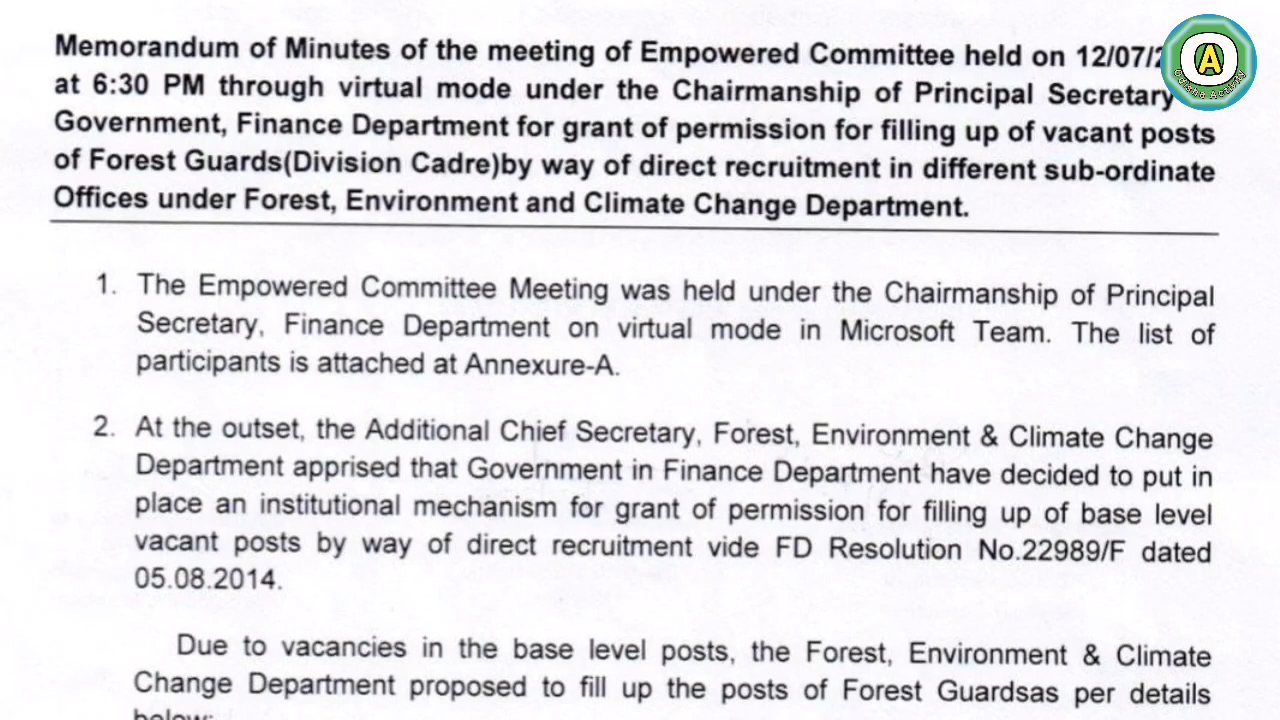 Memorandum of Minutes of the meeting of Empowered Committee held on 12/07/2
at 6:30 PM through virtual mode under the Chairmanship of Principal Secretary
Government, Finance Department for grant of permission for filling up of vacant posts
of Forest Guards(Division Cadre)by way of direct recruitment in different sub-ordinate
Offices under Forest, Environment and Climate Change Department.
1. The Empowered Committee Meeting was held under the Chairmanship of Principal
Secretary, Finance Department on virtual mode in Microsoft Team. The list of
participants is attached at Annexure-A.
2. At the outset, the Additional Chief Secretary, Forest, Environment & Climate Change
Department apprised that Government in Finance Department have decided to put in
place an institutional mechanism for grant of permission for filling up of base level
vacant posts by way of direct recruitment vide FD Resolution No.22989/F dated
05.08.2014.
Due to vacancies in the base level posts, the Forest, Environment & Climate
Change Department proposed to fill up the posts of Forest Guardsas per details
below:
A